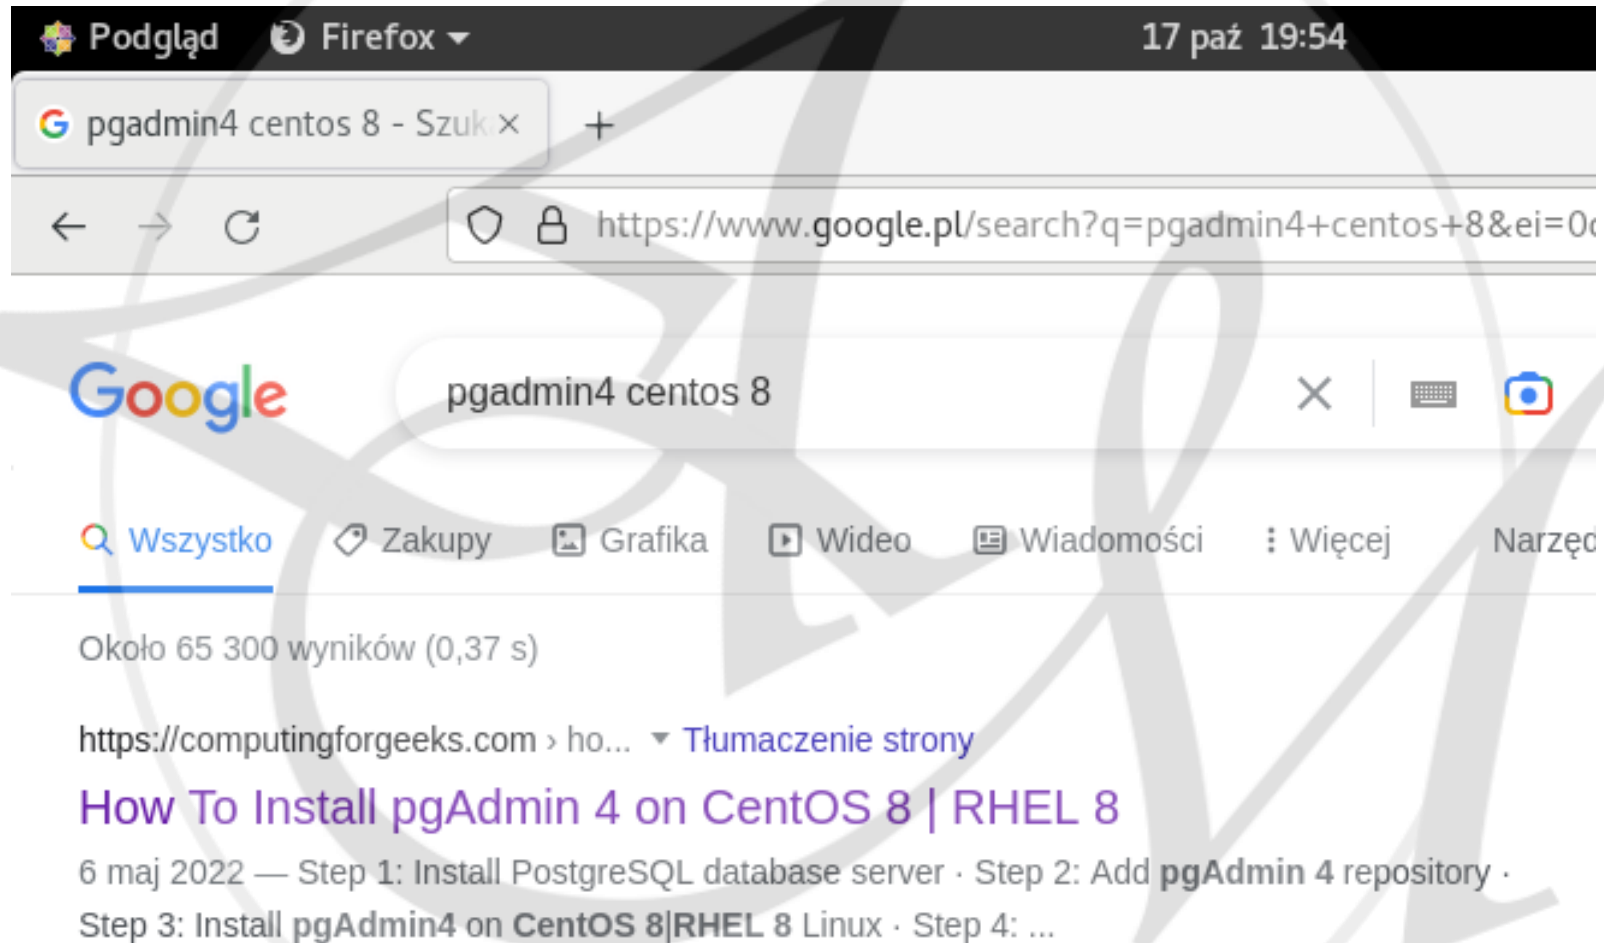 Podgląd Firefox 17 paź 19:54
pgadmin4 centos 8 - Szuk
https://www.google.pl/search?q=pgadmin4+centos+8&ei=0
Google pgadmin4 centos 8
Wszystko Zakupy Grafika Wideo Wiadomości Więcej Narzęd
Około 65 300 wyników (0,37 s)
https://computingforgeeks.com › ho... Tłumaczenie strony
How To Install pgAdmin 4 on CentOS 8 | RHEL 8
6 maj 2022 — Step 1: Install PostgreSQL database server · Step 2: Add pgAdmin 4 repository ·
Step 3: Install pgAdmin4 on CentOS 8|RHEL 8 Linux · Step 4: ...